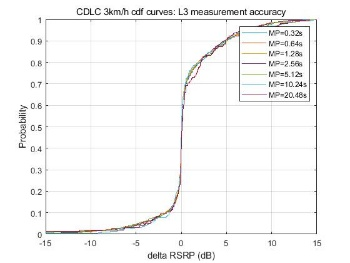 CDLC 3km/h cdf curves: L3 measurement accuracy
1
0.9
0.8
0.7
0.6
0.5
0.4
0.3
0.2
0.1
0
Probability
MP=0.32s
MP=0.64s
MP=1.28s
MP=2.56s
MP=5.12s
MP=10.24s
MP=20.48s
-15
-10
-5
0
5
10
15
delta RSRP (dB)